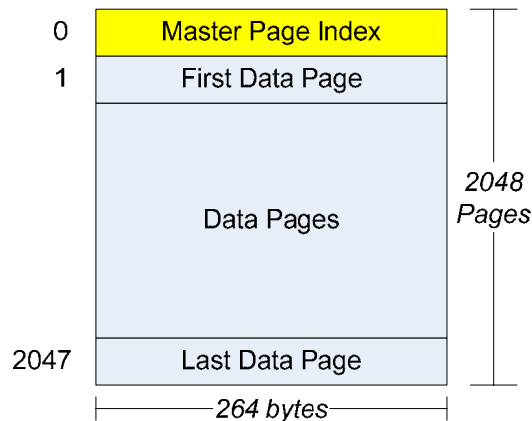 0
Master Page Index
1
First Data Page
Data Pages
2048
Pages
2047
Last Data Page
264 bytes